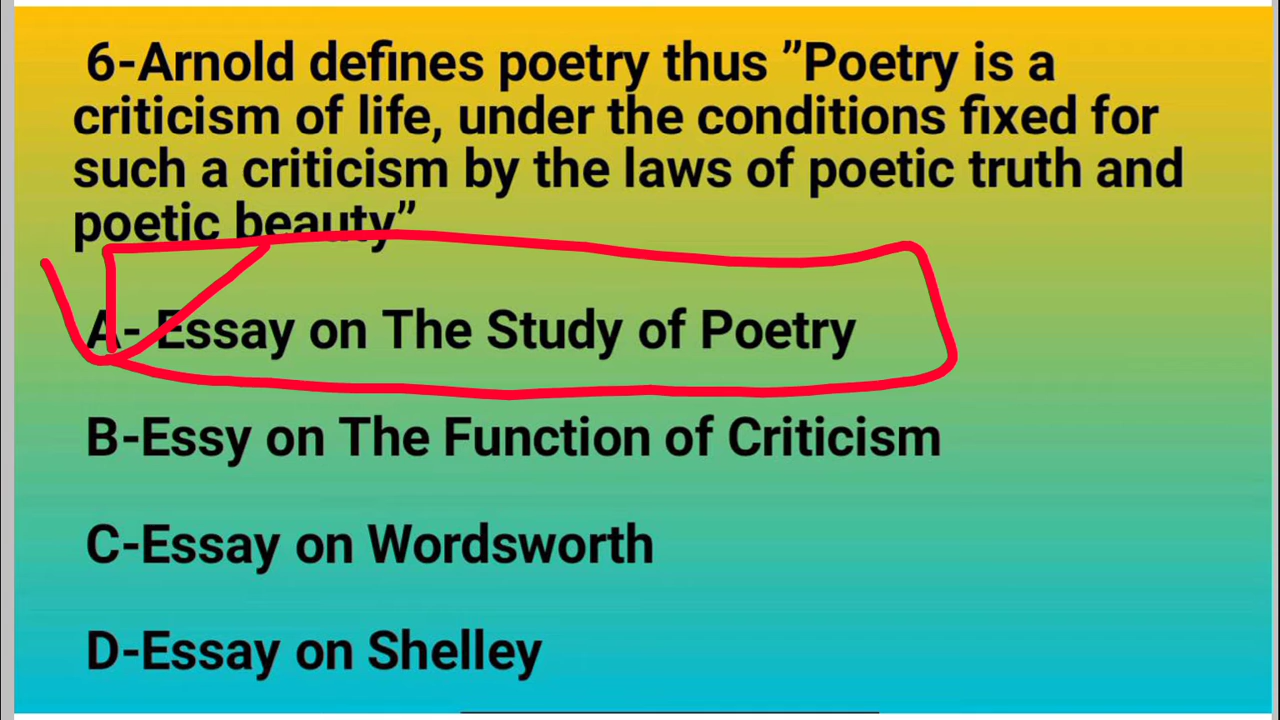 6-Arnold defines poetry thus ”Poetry is a
criticism of life, under the conditions fixed for
such a criticism by the laws of poetic truth and
poetic beauty”
A- Essay on The Study of Poetry
B-Essy on The Function of Criticism
C-Essay on Wordsworth
D-Essay on Shelley